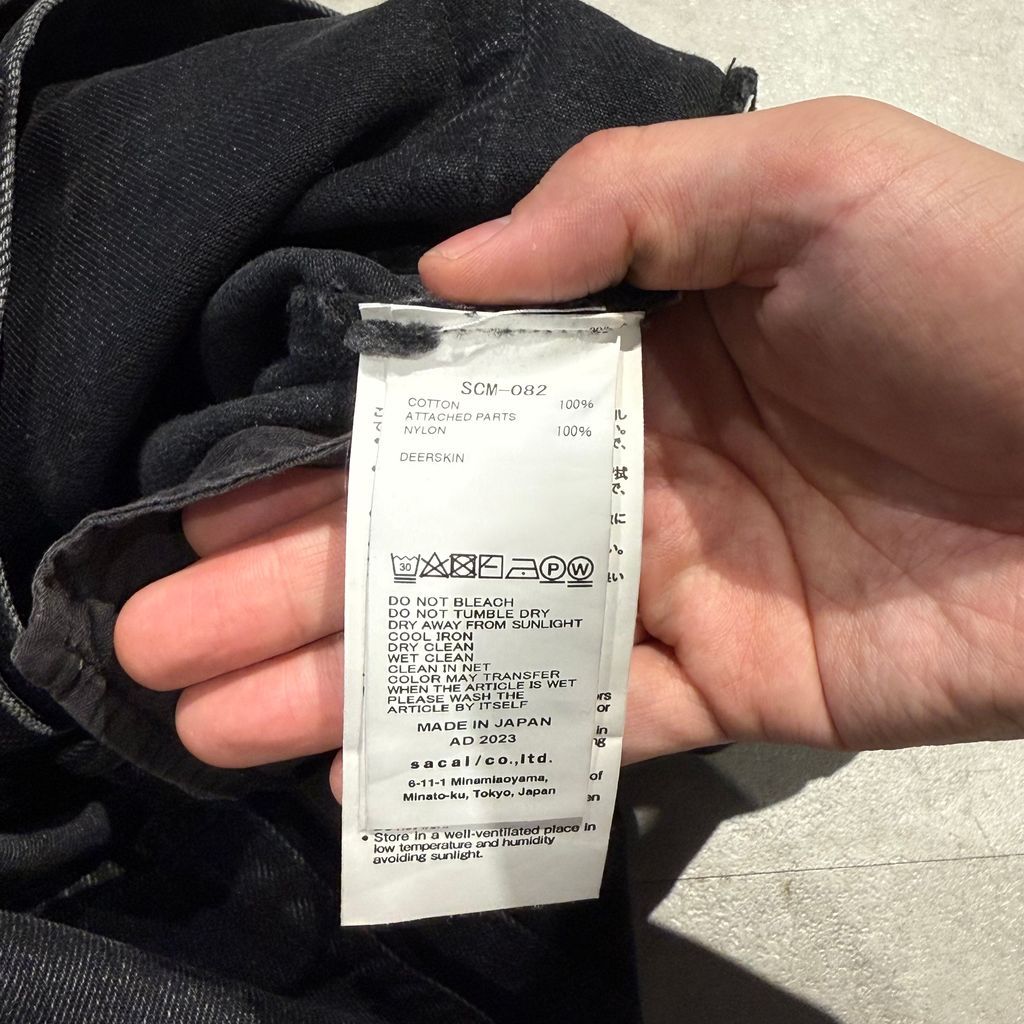 SCM-082
COTTON 100%
ATTACHED PARTS
NYLON 100%
DEERSKIN
30 P W
DO NOT BLEACH
DO NOT TUMBLE DRY
DRY AWAY FROM SUNLIGHT
COOL IRON
DRY CLEAN
WET CLEAN
CLEAN IN NET
COLOR MAY TRANSFER
WHEN THE ARTICLE IS WET
PLEASE WASH THE
ARTICLE BY ITSELF
MADE IN JAPAN
AD 2023
sacai/co.,ltd.
6-11-1 Minamiaoyama,
Minato-ku, Tokyo, Japan
• Store in a well-ventilated place in
low temperature and humidity
avoiding sunlight.